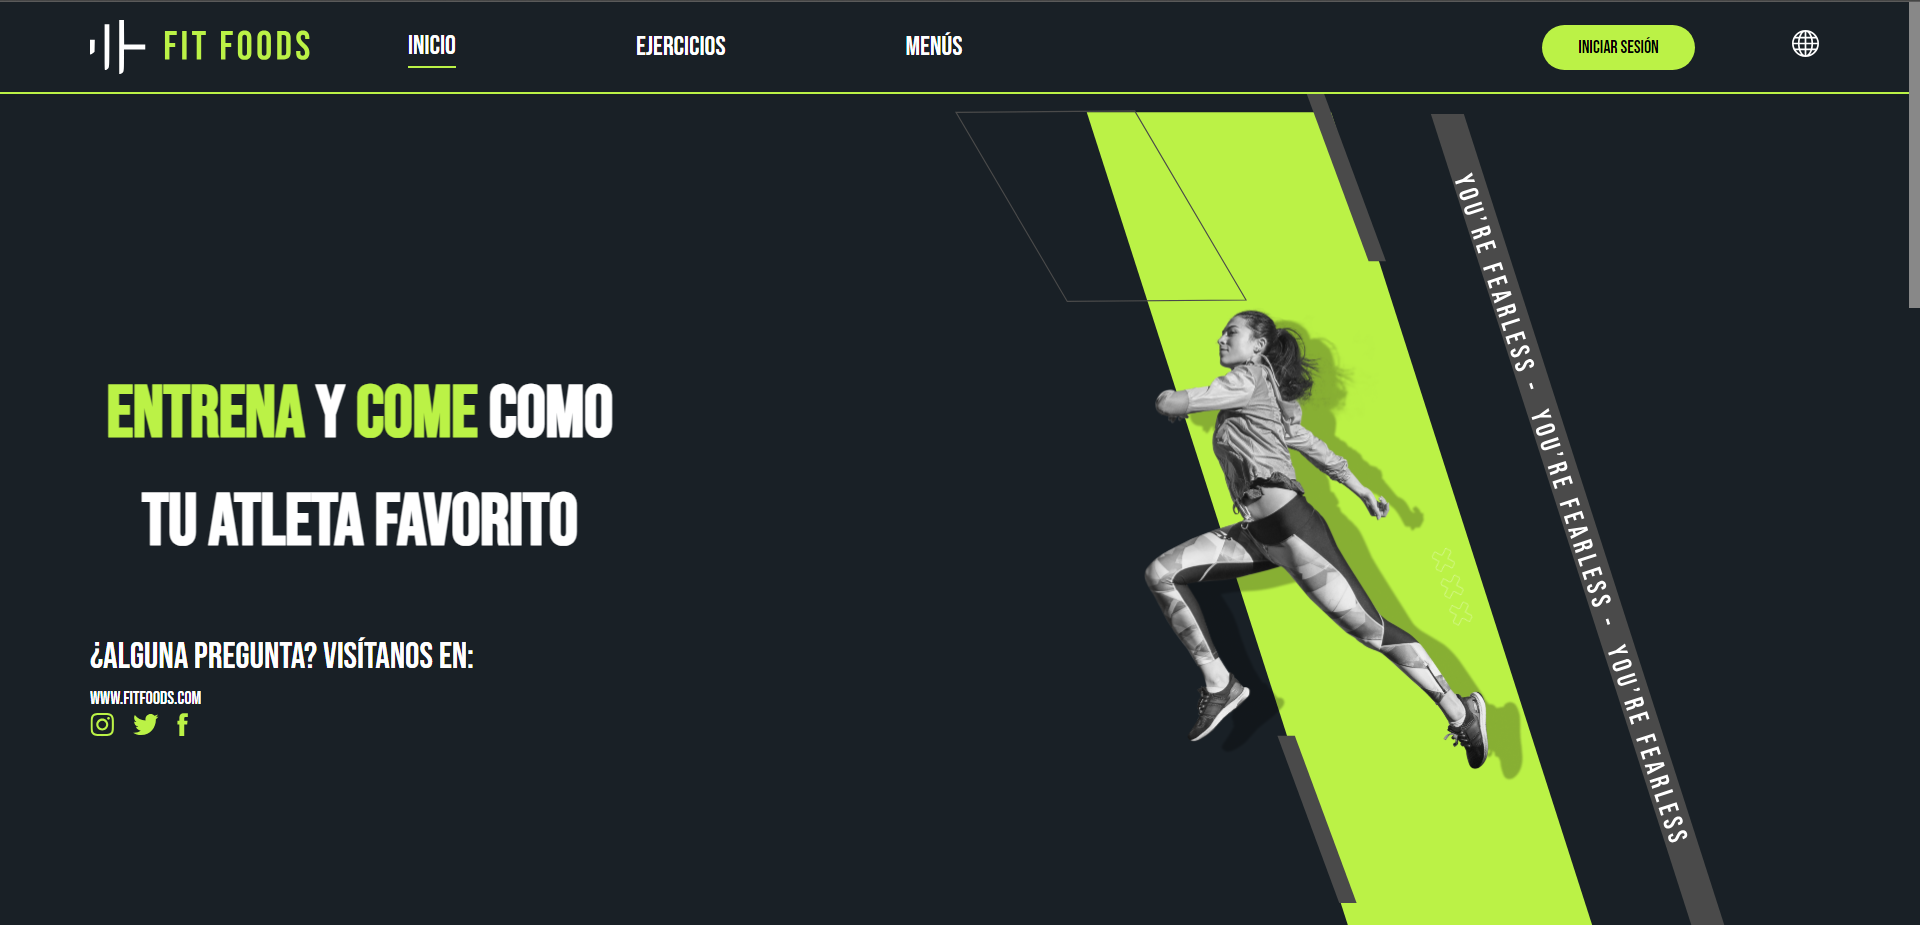 FIT FOODS
INICIO
EJERCICIOS
MENÚS
INICIAR SESIÓN
ENTRENA Y COME COMO
TU ATLETA FAVORITO
¿ALGUNA PREGUNTA? VISÍTANOS EN:
WWW.FITFOODS.COM
YOU'RE FEARLESS - YOU'RE FEARLESS - YOU'RE FEARLESS